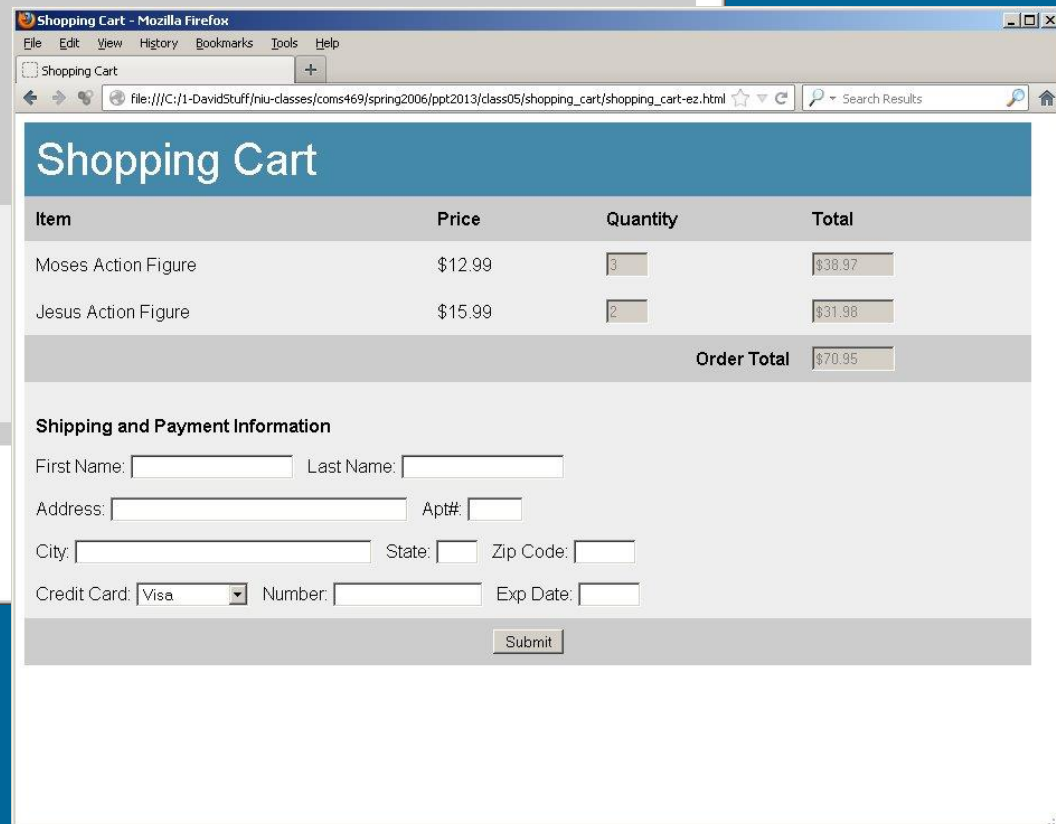 Shopping Cart - Mozilla Firefox
File Edit View History Bookmarks Tools Help
Shopping Cart +
file:///C:/1-DavidStuff/niu-classes/coms469/spring2006/ppt2013/class05/shopping_cart/shopping_cart-ez.html Search Results
Shopping Cart
Item Price Quantity Total
Moses Action Figure $12.99 3 $38.97
Jesus Action Figure $15.99 2 $31.98
Order Total $70.95
Shipping and Payment Information
First Name: Last Name:
Address: Apt#:
City: State: Zip Code:
Credit Card: Visa Number: Exp Date:
Submit